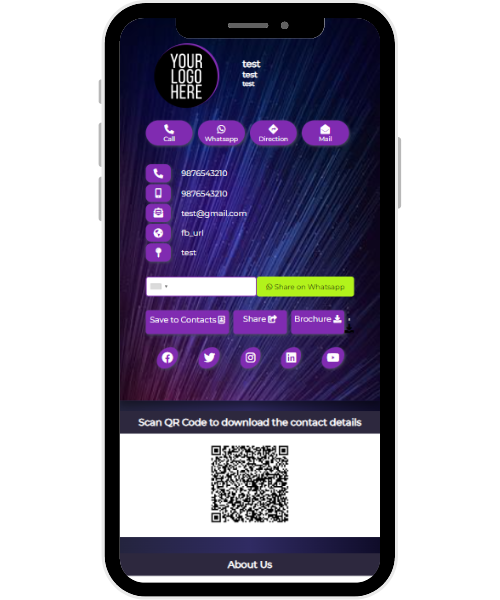 YOUR
LOGO
HERE
test
test
test
Call
Whatsapp
Direction
Mail
9876543210
9876543210
test@gmail.com
fb_url
test
Share on Whatsapp
Save to Contacts
Share
Brochure
Scan QR Code to download the contact details
About Us